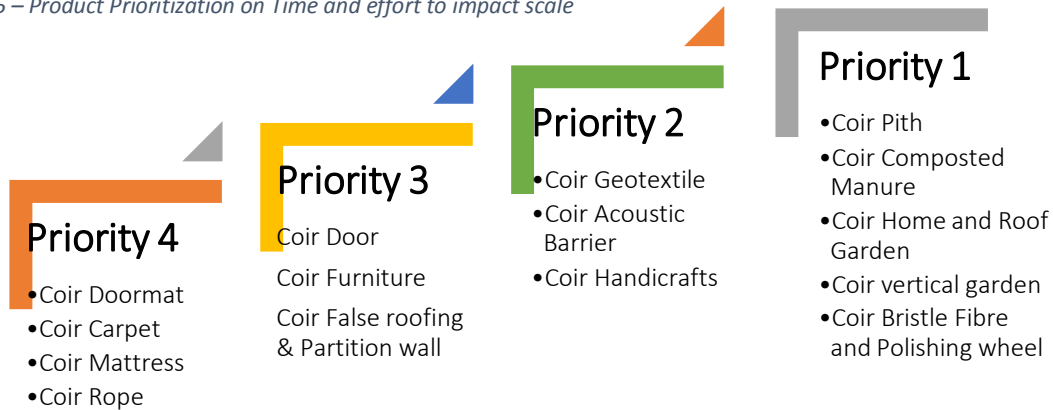 – Product Prioritization on Time and effort to impact scale
Priority 4
•Coir Doormat
•Coir Carpet
•Coir Mattress
•Coir Rope
Priority 3
Coir Door
Coir Furniture
Coir False roofing
& Partition wall
Priority 2
•Coir Geotextile
•Coir Acoustic
Barrier
•Coir Handicrafts
Priority 1
•Coir Pith
•Coir Composted
Manure
•Coir Home and Roof
Garden
•Coir vertical garden
•Coir Bristle Fibre
and Polishing wheel